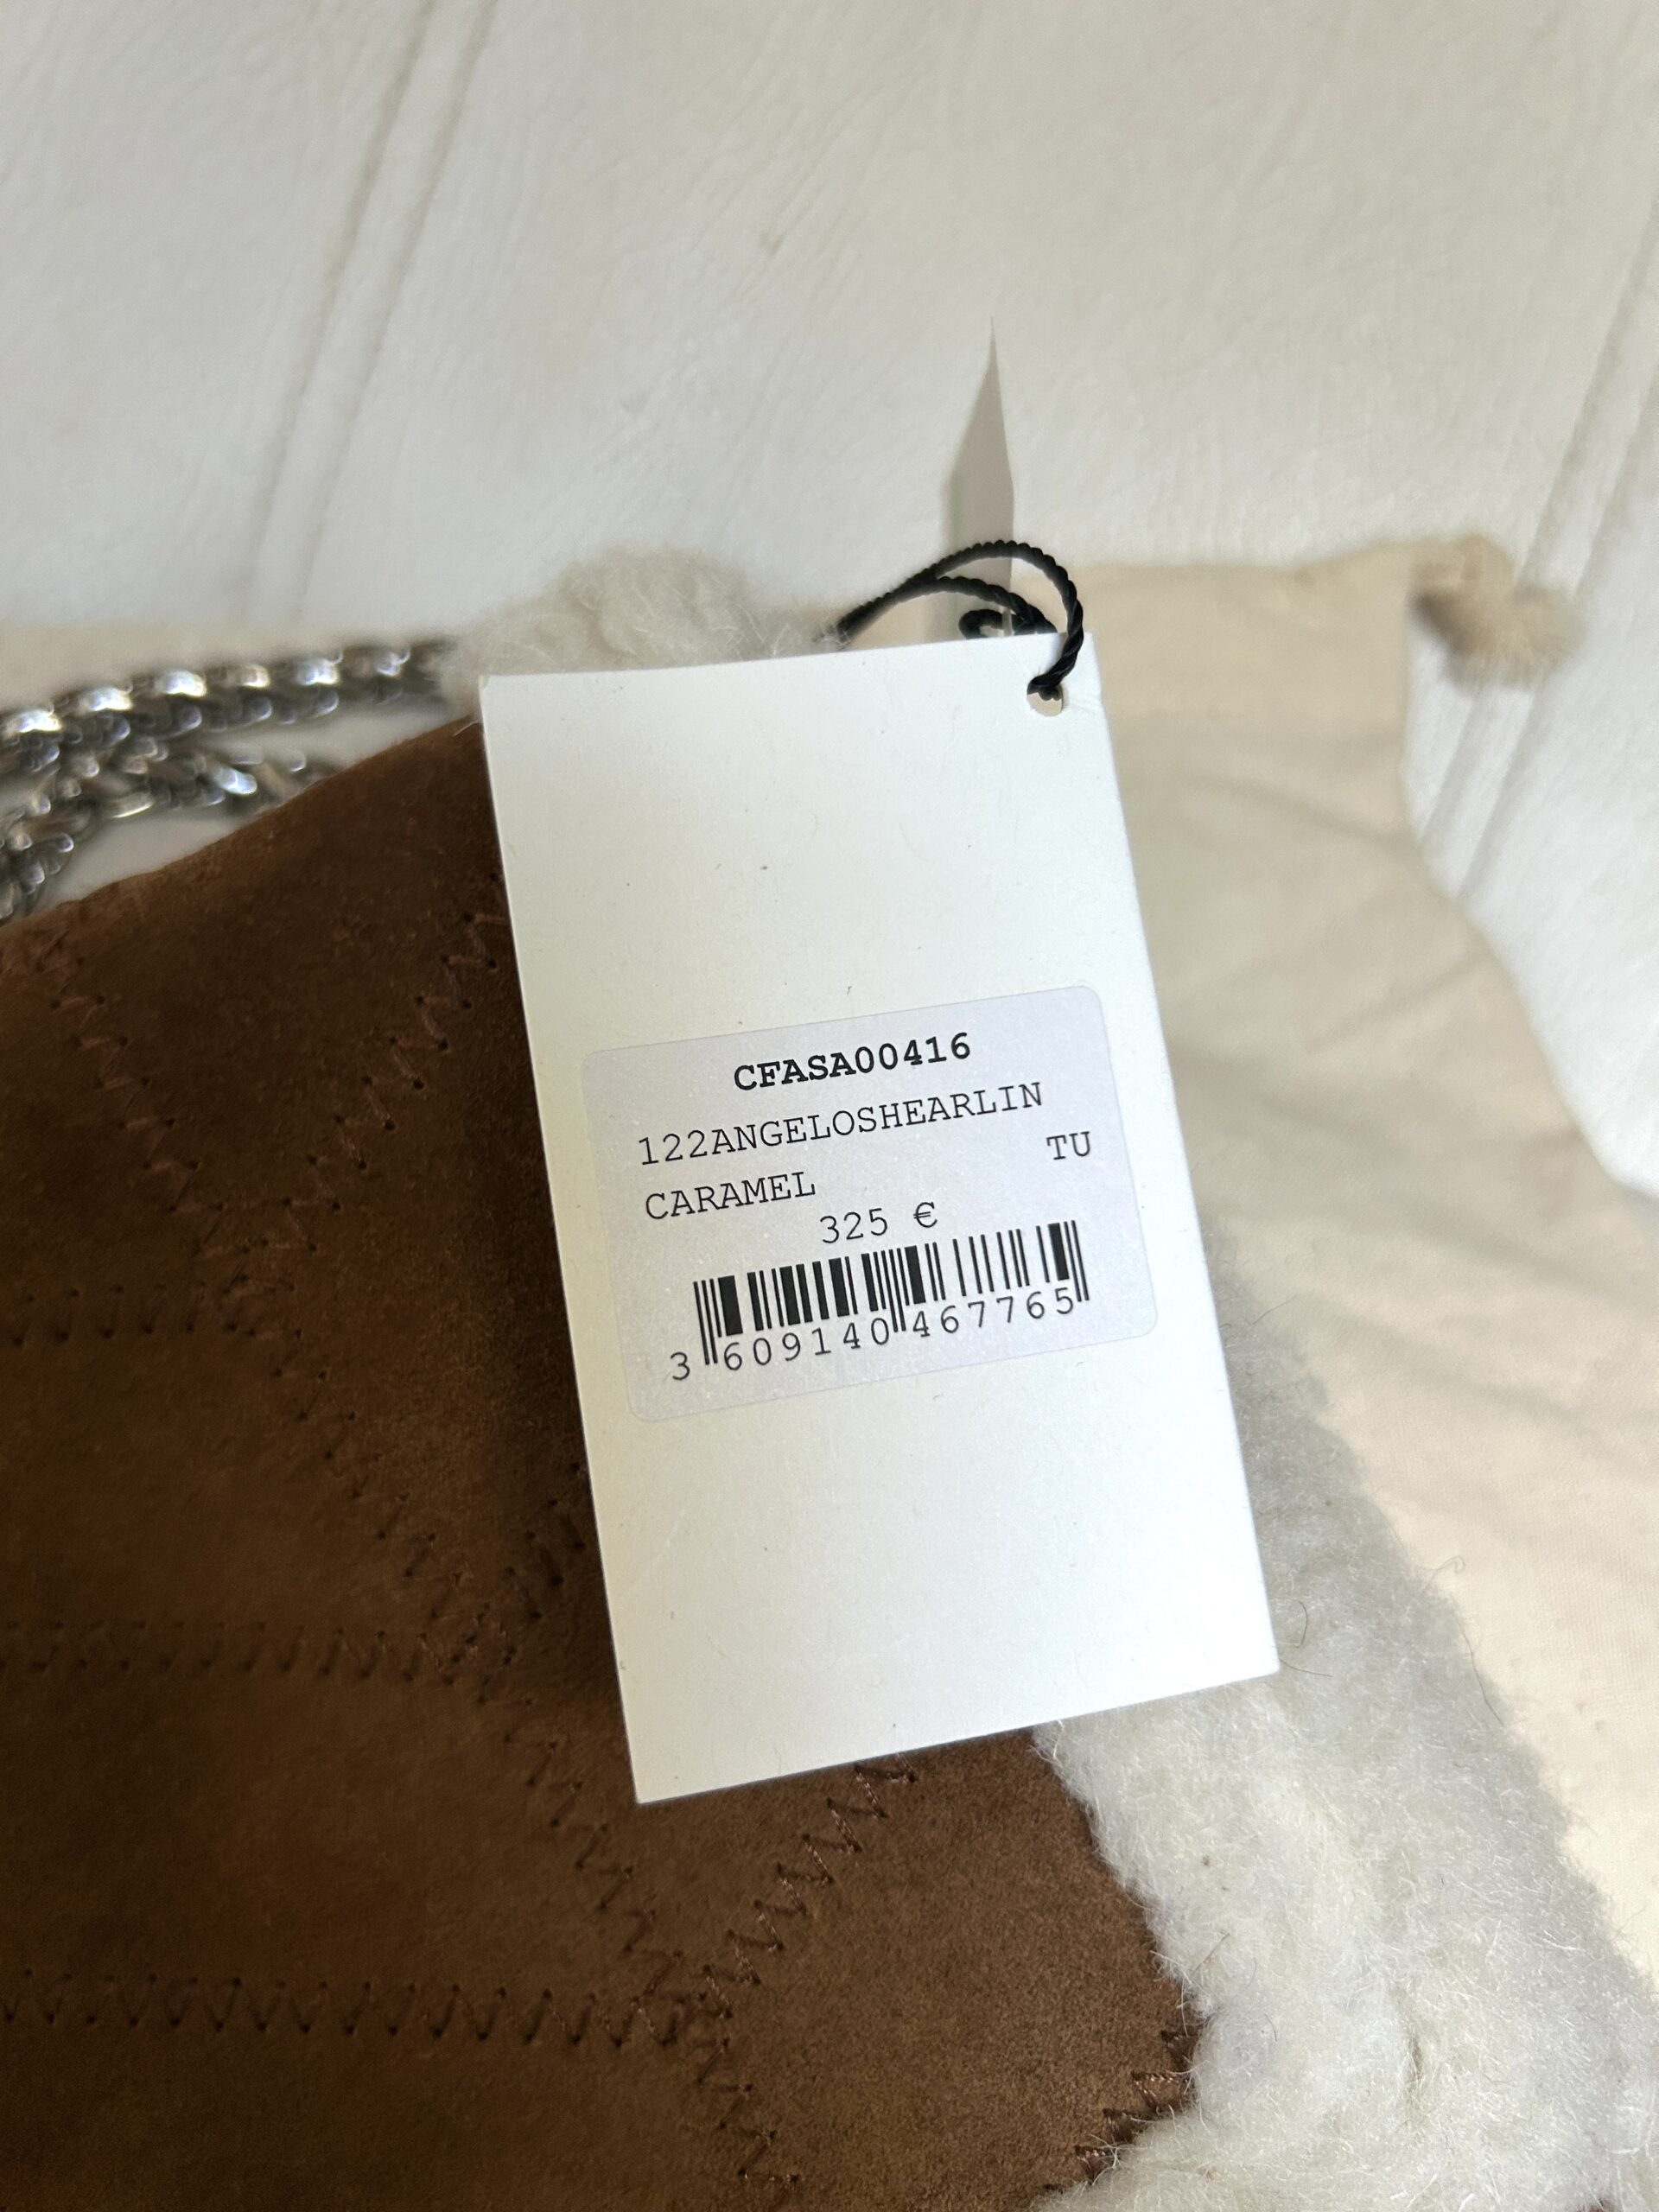 CFASA00416
122ANGELOSHEARLIN
CARAMEL TU
325 €
3 609140 467765